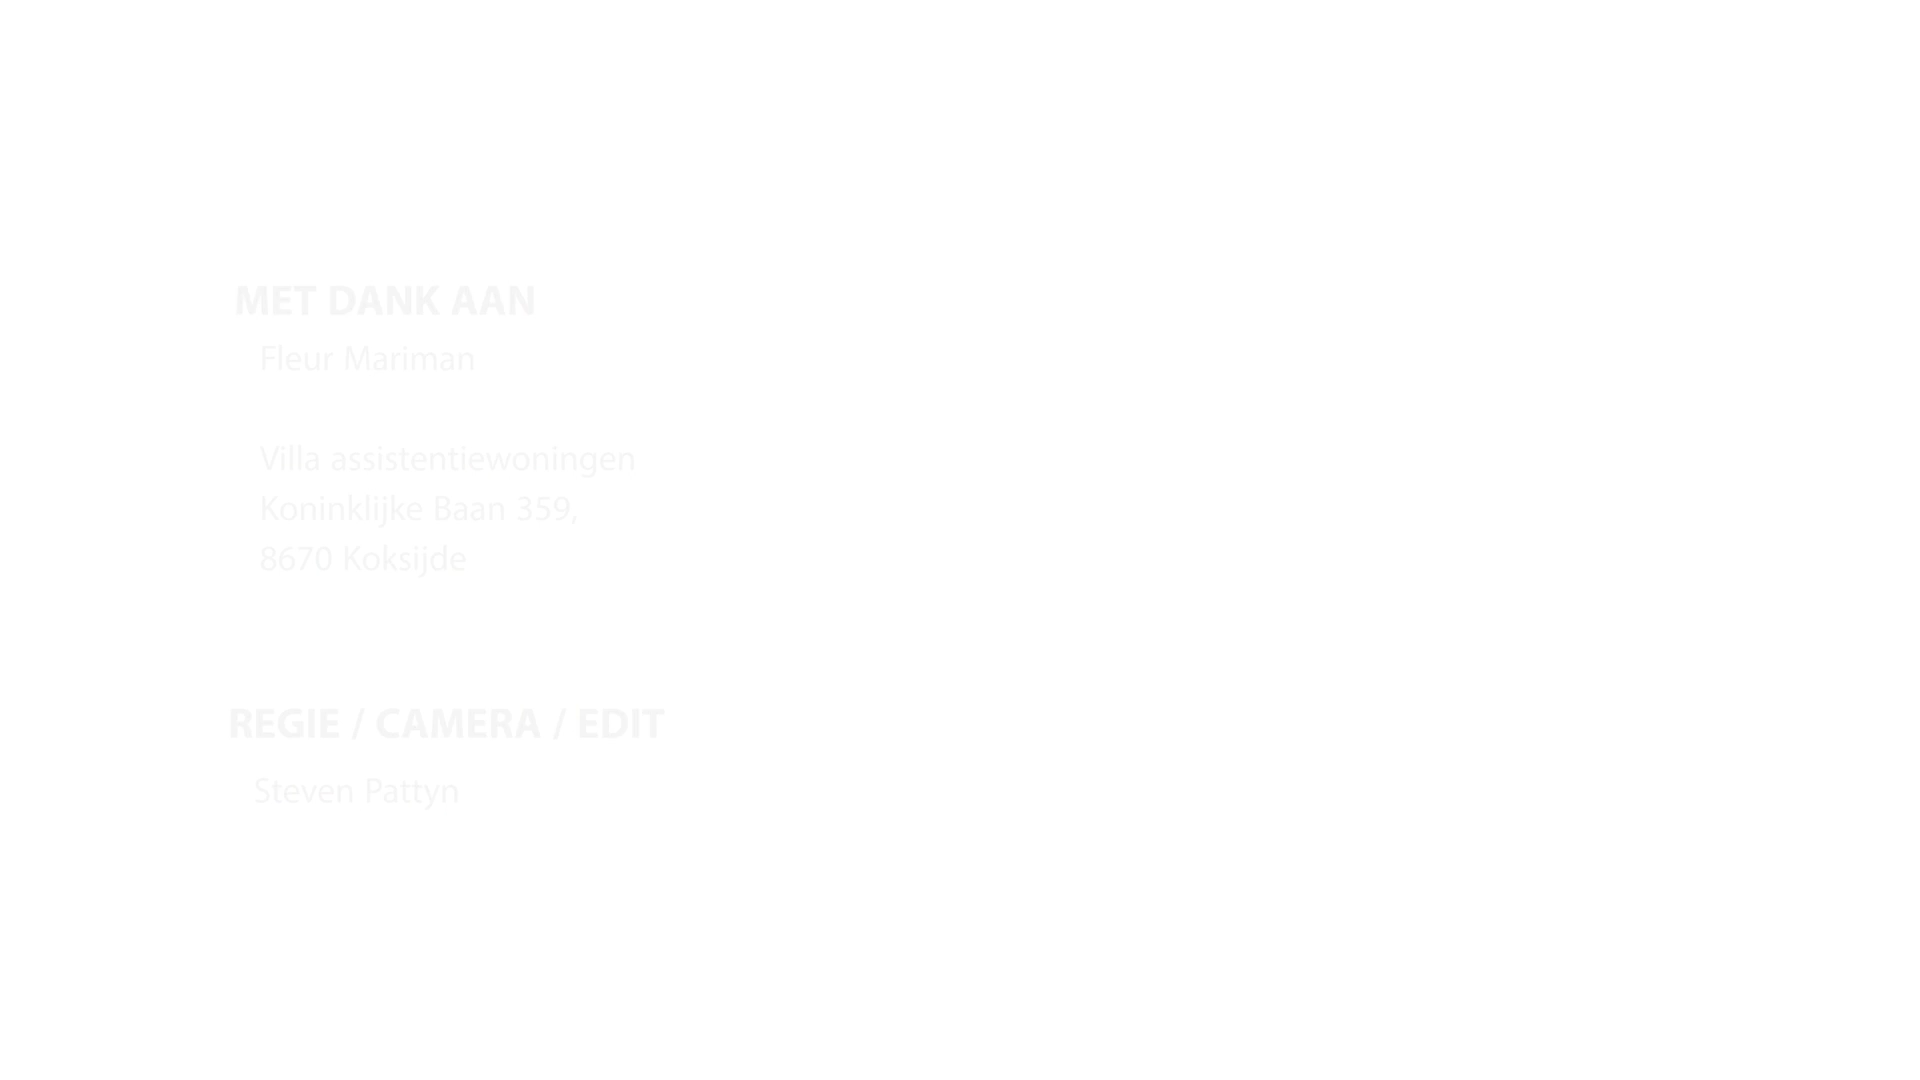 MET DANK AAN
Fleur Mariman
Villa assistentiewoningen
Koninklijke Baan 359,
8670 Koksijde
REGIE / CAMERA / EDIT
Steven Pattyn